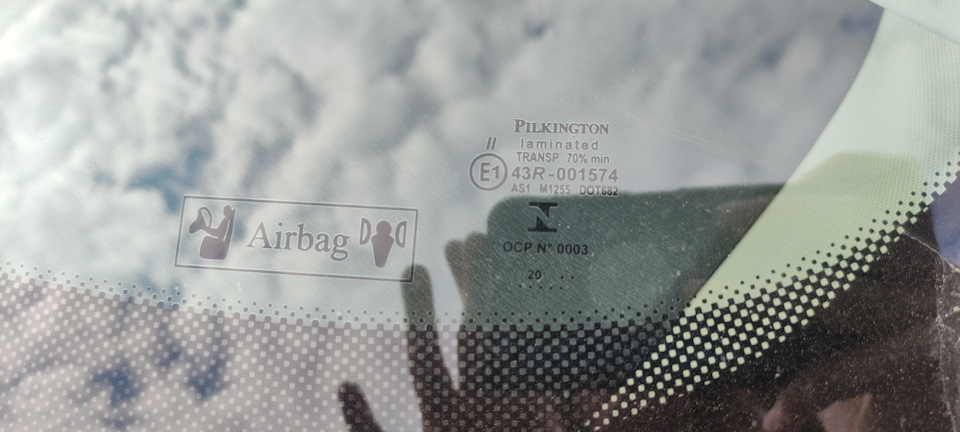 PILKINGTON
//
laminated
TRANSP. 70% min
E1 43R-001574
AS1 M1255 DOT682
Airbag
N
OCP N° 0003
20 . .
. . . . . .